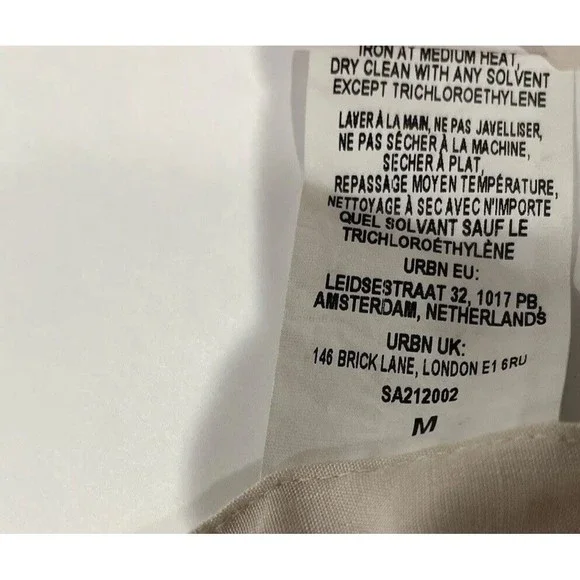 IRON AT MEDIUM HEAT,
DRY CLEAN WITH ANY SOLVENT
EXCEPT TRICHLOROETHYLENE
LAVER À LA MAIN, NE PAS JAVELLISER,
NE PAS SÉCHER À LA MACHINE,
SECHER À PLAT,
REPASSAGE MOYEN TEMPÉRATURE,
NETTOYAGE À SEC AVEC N'IMPORTE
QUEL SOLVANT SAUF LE
TRICHLOROÉTHYLÈNE
URBN EU:
LEIDSESTRAAT 32, 1017 PB,
AMSTERDAM, NETHERLANDS
URBN UK:
146 BRICK LANE, LONDON E1 6RU
SA212002
M